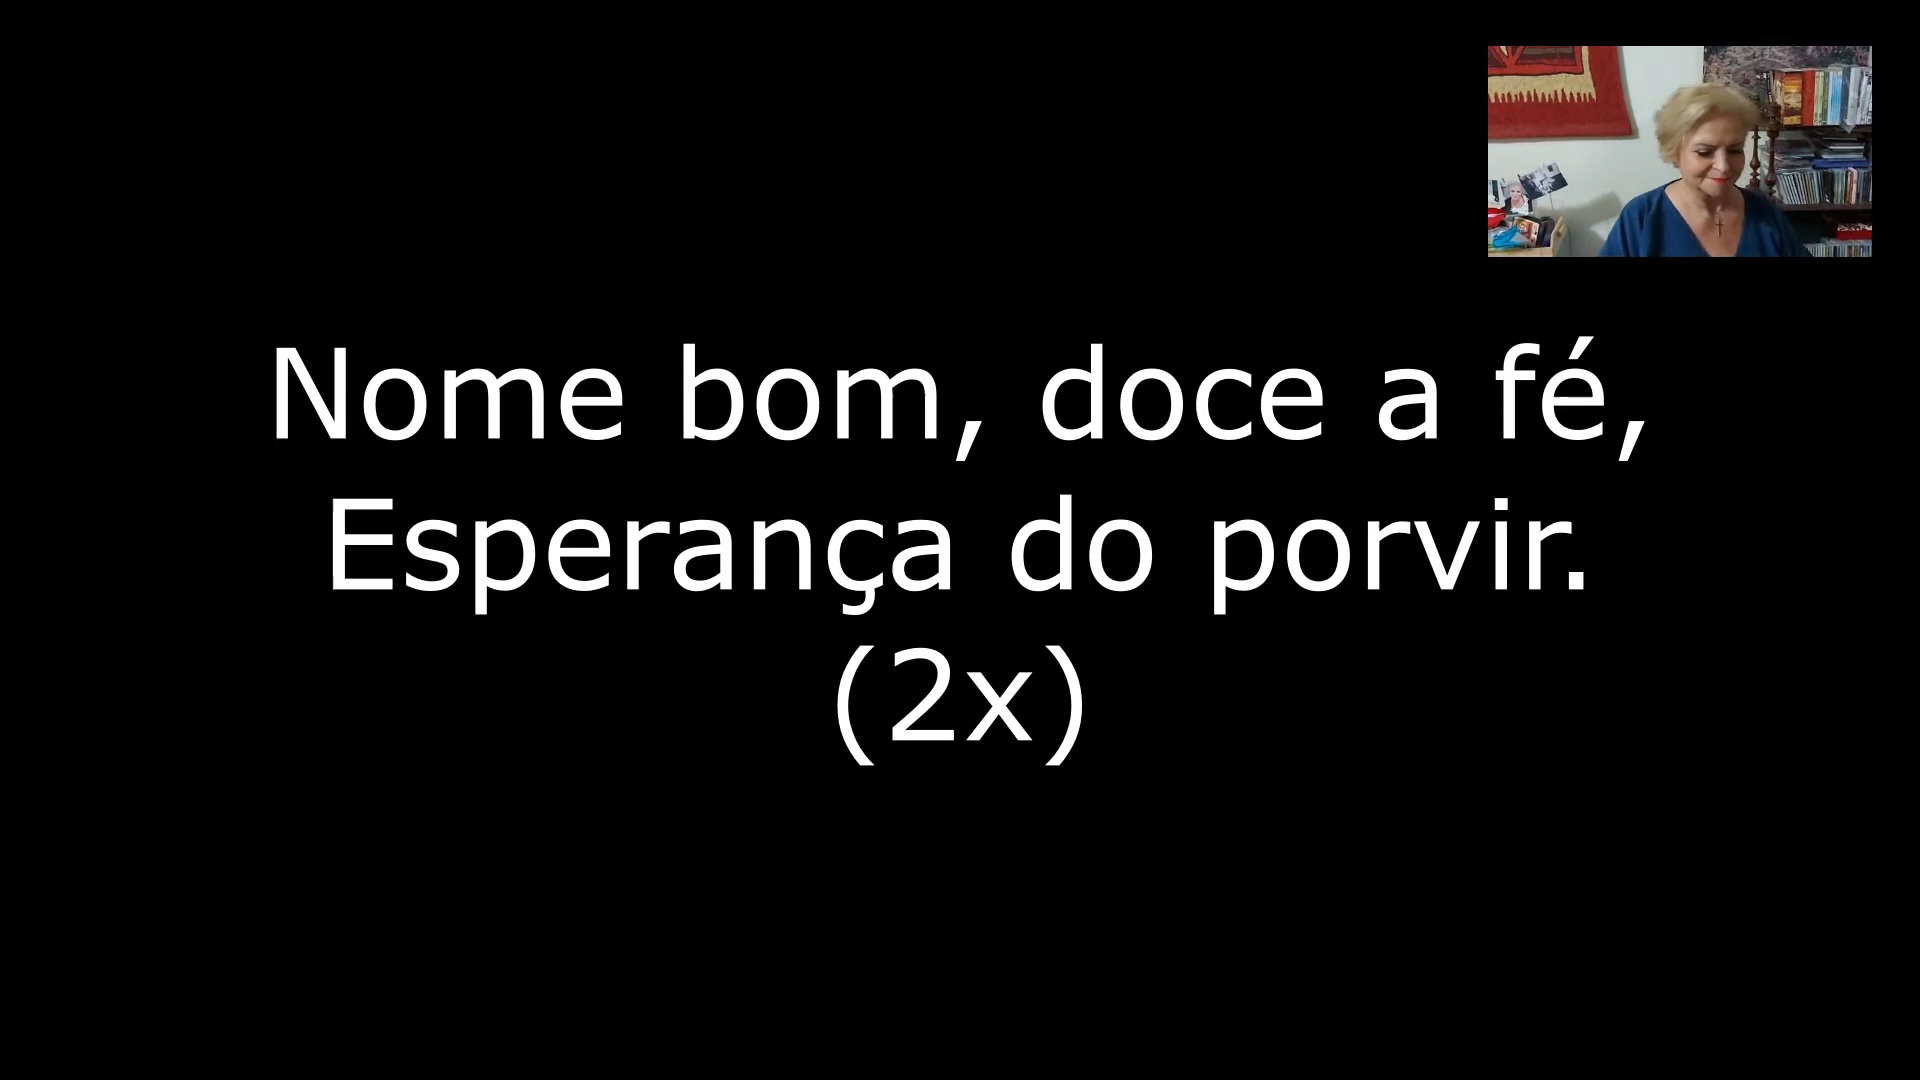 Nome bom, doce a fé,
Esperança do porvir.
(2x)